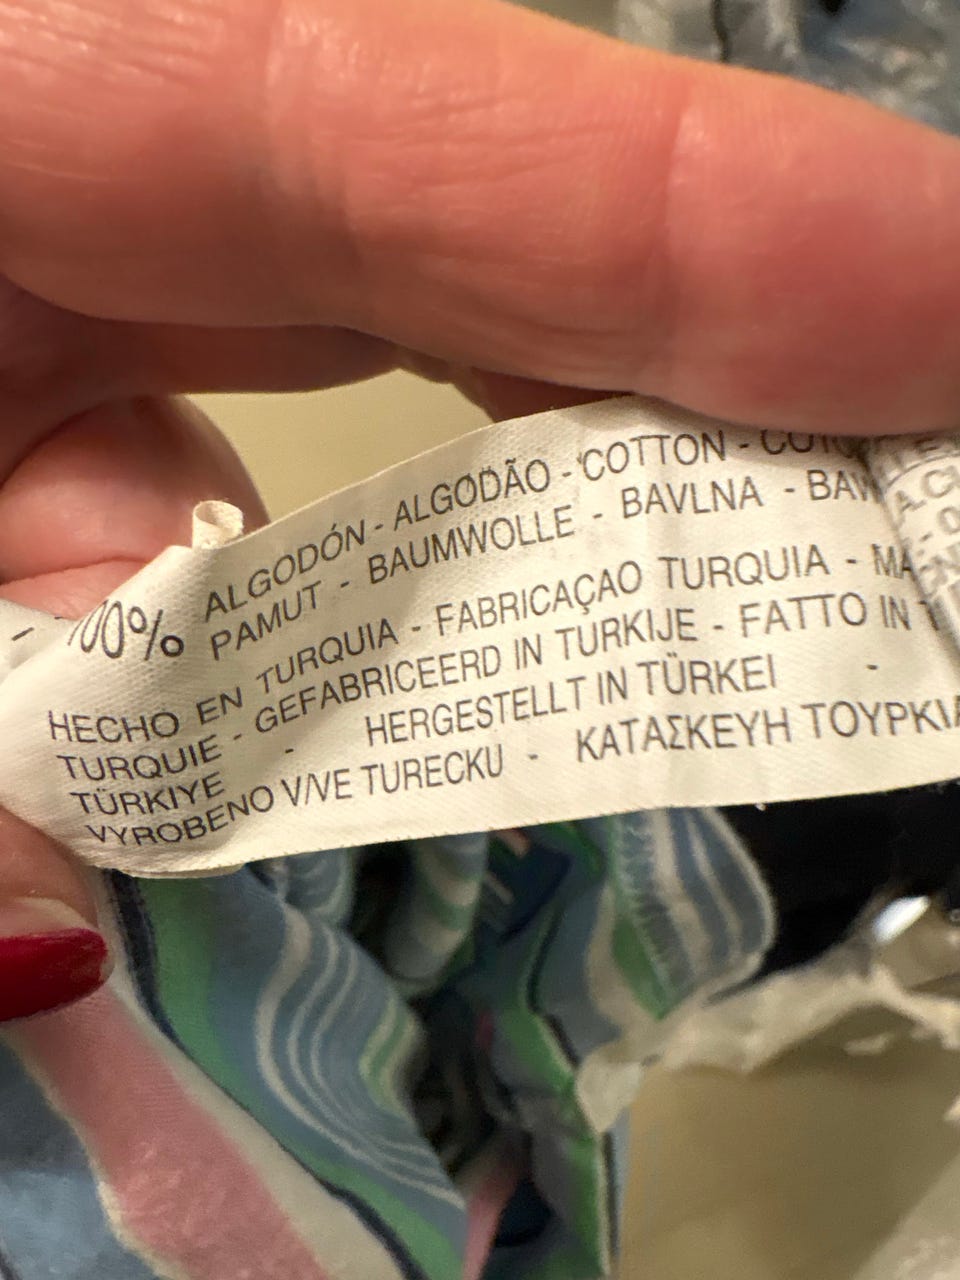 100% ALGODÓN - ALGODÃO - COTTON -
PAMUT - BAUMWOLLE - BAVLNA -
HECHO EN TURQUIA - FABRICAÇAO TURQUIA -
TURQUIE - GEFABRICEERD IN TURKIJE - FATTO IN
TÜRKIYE - HERGESTELLT IN TÜRKEI -
VYROBENO V/VE TURECKU - ΚΑΤΑΣΚΕΥΗ